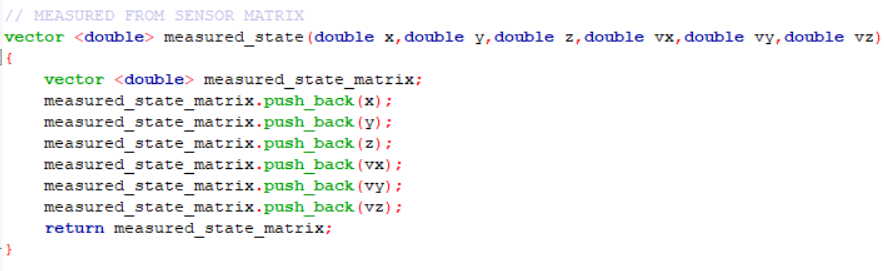 // MEASURED FROM SENSOR MATRIX
vector <double> measured_state(double x,double y,double z,double vx,double vy,double vz)
{
    vector <double> measured_state_matrix;
    measured_state_matrix.push_back(x);
    measured_state_matrix.push_back(y);
    measured_state_matrix.push_back(z);
    measured_state_matrix.push_back(vx);
    measured_state_matrix.push_back(vy);
    measured_state_matrix.push_back(vz);
    return measured_state_matrix;
}